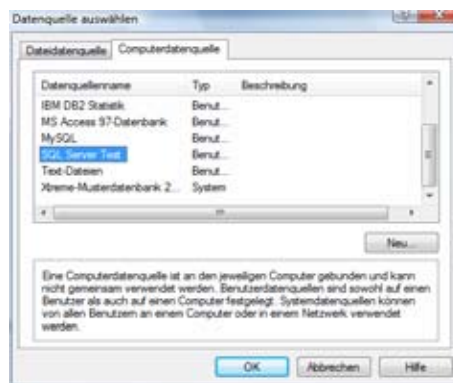 Datenquelle auswählen
Dateidatenquelle Computerdatenquelle
Datenquellenname Typ Beschreibung
IBM DB2 Statistik Benut...
MS Access 97-Datenbank Benut...
MySQL Benut...
SQL Server Test Benut...
Text-Dateien Benut...
Xtreme-Musterdatenbank 2... System
Neu...
Eine Computerdatenquelle ist an den jeweiligen Computer gebunden und kann
nicht gemeinsam verwendet werden. Benutzerdatenquellen sind sowohl auf einen
Benutzer als auch auf einen Computer festgelegt. Systemdatenquellen können
von allen Benutzern an einem Computer oder in einem Netzwerk verwendet
werden.
OK Abbrechen Hilfe